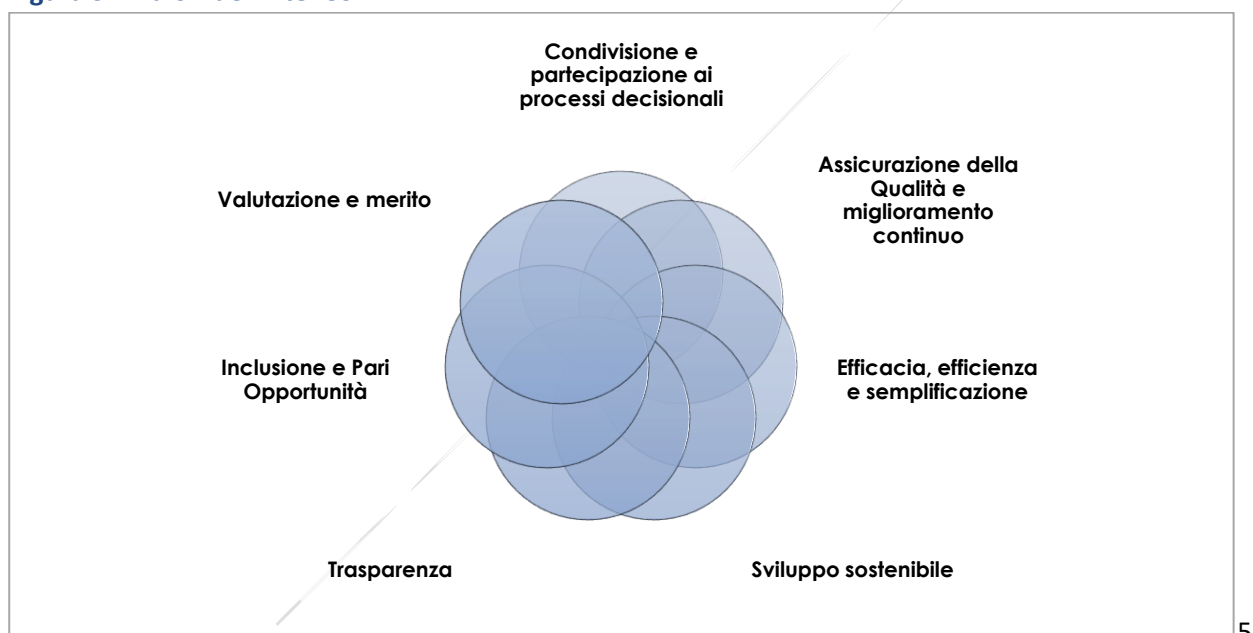 Condivisione e
partecipazione ai
processi decisionali
Assicurazione della
Qualità e
miglioramento
continuo
Valutazione e merito
Inclusione e Pari
Opportunità
Efficacia, efficienza
e semplificazione
Trasparenza
Sviluppo sostenibile
5